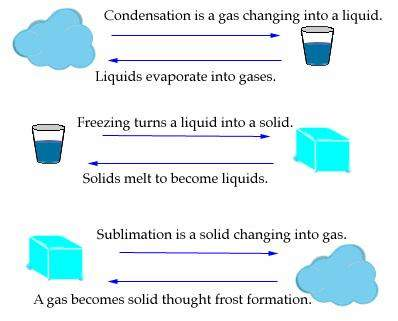 Condensation is a gas changing into a liquid.
Liquids evaporate into gases.
Freezing turns a liquid into a solid.
Solids melt to become liquids.
Sublimation is a solid changing into gas.
A gas becomes solid thought frost formation.